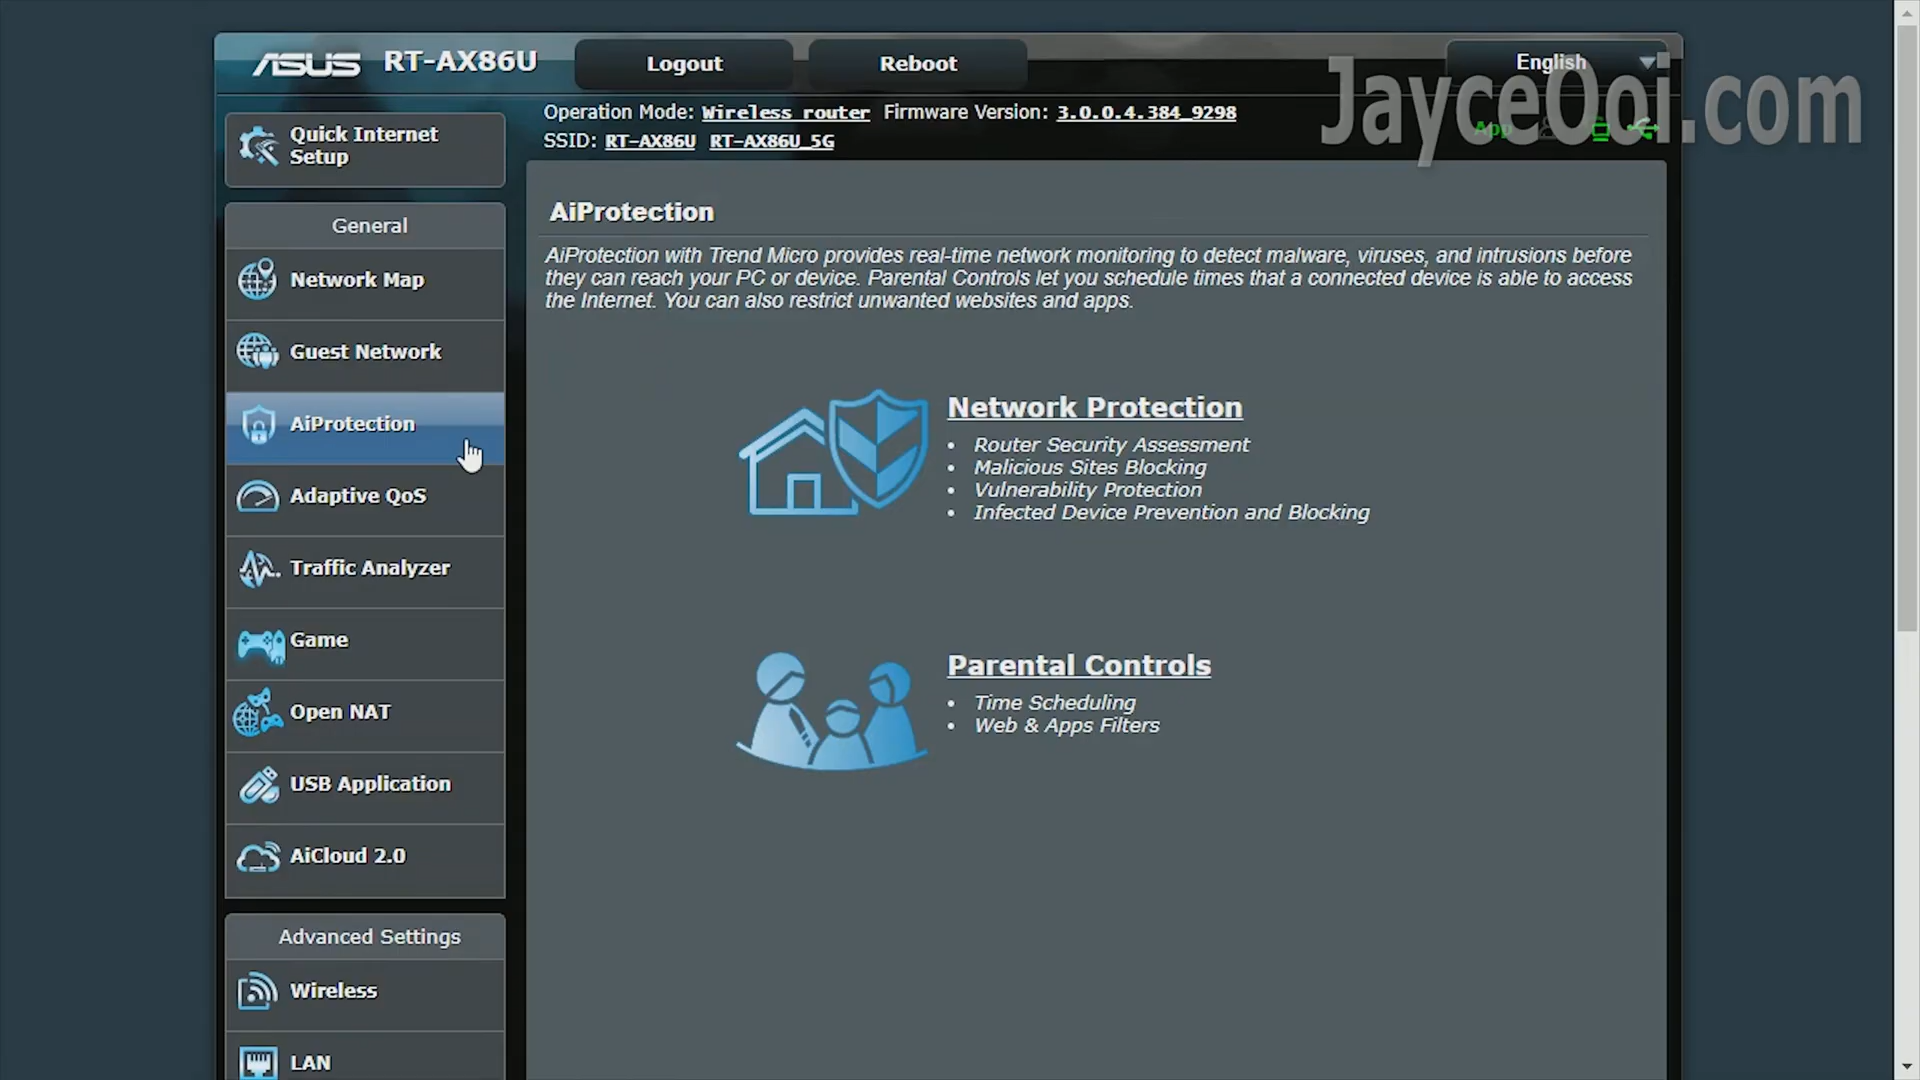 ASUS RT-AX86U Logout Reboot English
JayceOoi.com
Operation Mode: Wireless router Firmware Version: 3.0.0.4.384_9298
SSID: RT-AX86U RT-AX86U_5G
App
Quick Internet
Setup
General
Network Map
Guest Network
AiProtection
Adaptive QoS
Traffic Analyzer
Game
Open NAT
USB Application
AiCloud 2.0
Advanced Settings
Wireless
LAN
AiProtection
AiProtection with Trend Micro provides real-time network monitoring to detect malware, viruses, and intrusions before
they can reach your PC or device. Parental Controls let you schedule times that a connected device is able to access
the Internet. You can also restrict unwanted websites and apps.
Network Protection
• Router Security Assessment
• Malicious Sites Blocking
• Vulnerability Protection
• Infected Device Prevention and Blocking
Parental Controls
• Time Scheduling
• Web & Apps Filters